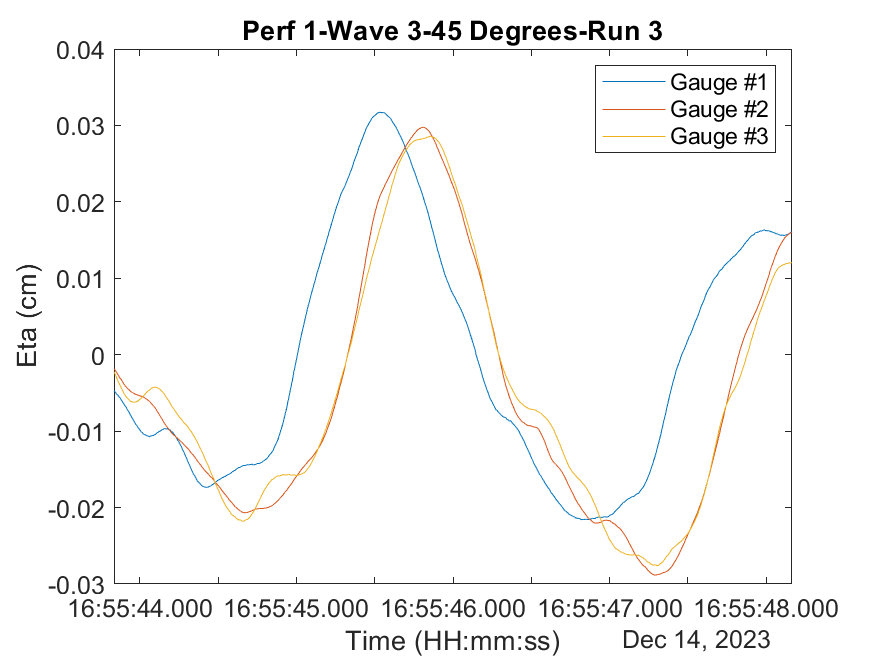 Perf 1-Wave 3-45 Degrees-Run 3
Gauge #1
Gauge #2
Gauge #3
0.04
0.03
0.02
0.01
0
-0.01
-0.02
-0.03
Eta (cm)
16:55:44.000 16:55:45.000 16:55:46.000 16:55:47.000 16:55:48.000
Time (HH:mm:ss)
Dec 14, 2023